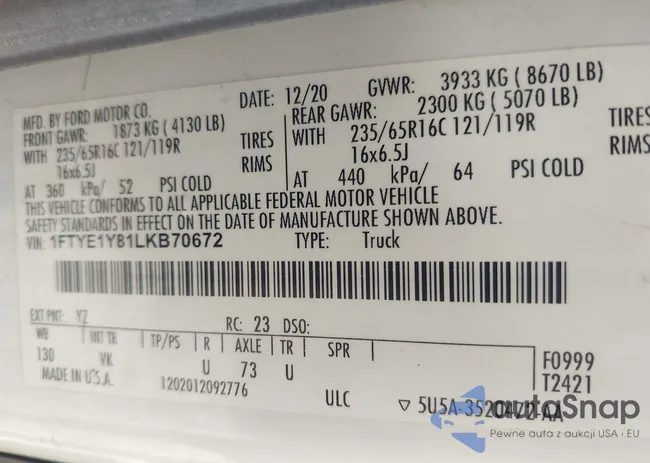 MFD. BY FORD MOTOR CO. DATE: 12/20 GVWR: 3933 KG ( 8670 LB)
FRONT GAWR: 1873 KG ( 4130 LB) REAR GAWR: 2300 KG ( 5070 LB)
WITH 235/65R16C 121/119R TIRES WITH 235/65R16C 121/119R TIRES
16x6.5J RIMS 16x6.5J RIMS
AT 360 kPa/ 52 PSI COLD AT 440 kPa/ 64 PSI COLD
THIS VEHICLE CONFORMS TO ALL APPLICABLE FEDERAL MOTOR VEHICLE
SAFETY STANDARDS IN EFFECT ON THE DATE OF MANUFACTURE SHOWN ABOVE.
VIN: 1FTYE1Y81LKB70672 TYPE: Truck
EXT PNT: YZ RC: 23 DSO:
WB INT TR TP/PS R AXLE TR SPR
130 VK U 73 U F0999
MADE IN U.S.A. T2421
1202012092776 ULC
autaSnap
Pewne auta z aukcji USA i EU